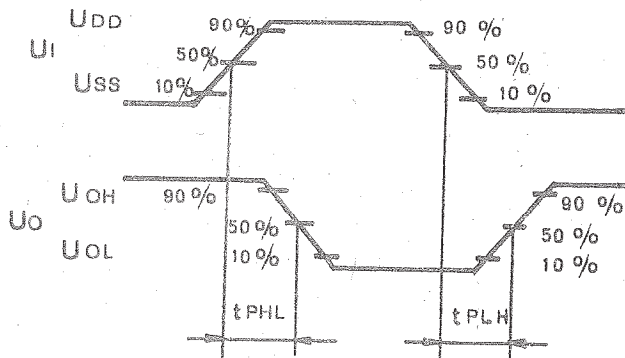 UDD 90% 90%
UI 50% 50%
USS 10% 10%
UOH 90% 90%
UO 50% 50%
UOL 10% 10%
tPHL tPLH